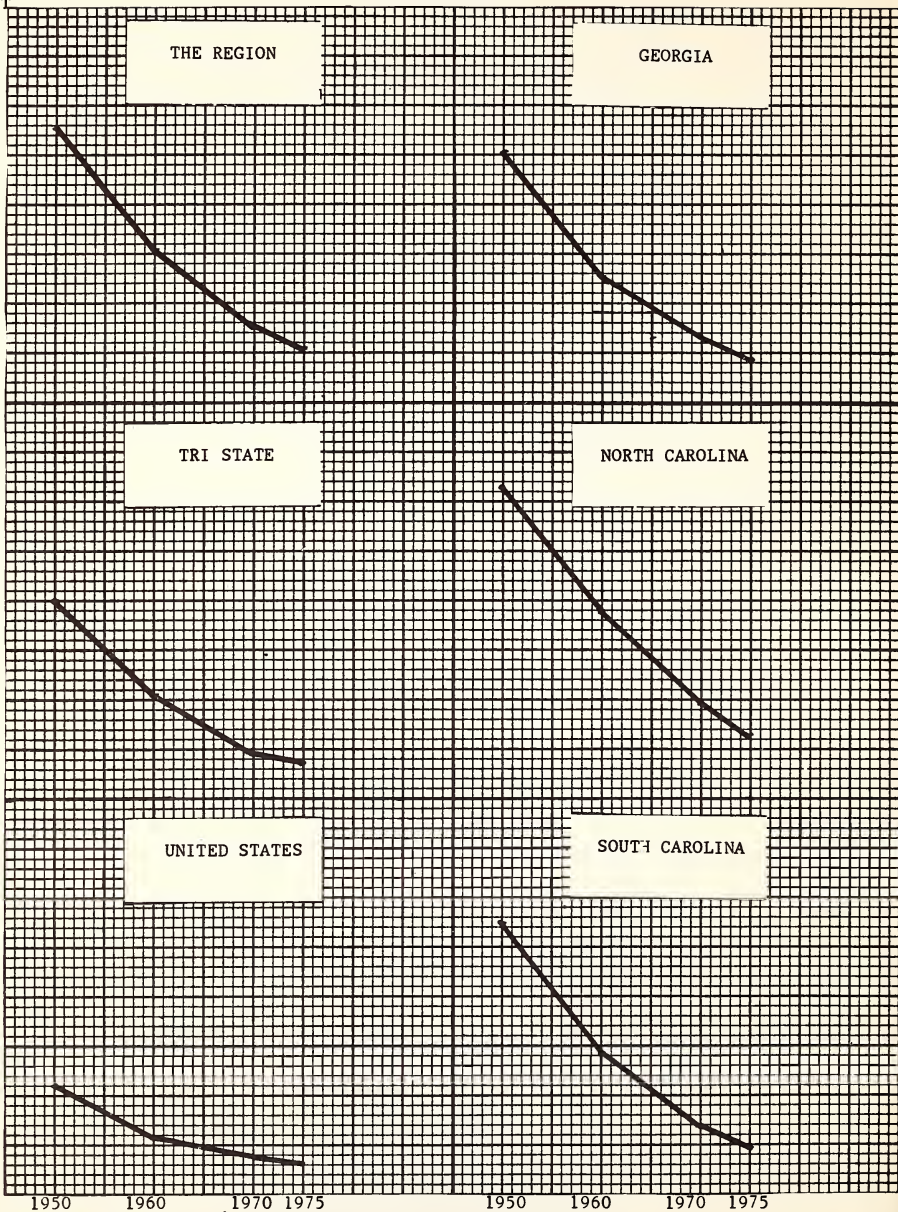 THE REGION
GEORGIA
TRI STATE
NORTH CAROLINA
UNITED STATES
SOUTH CAROLINA
1950 1960 1970 1975 1950 1960 1970 1975